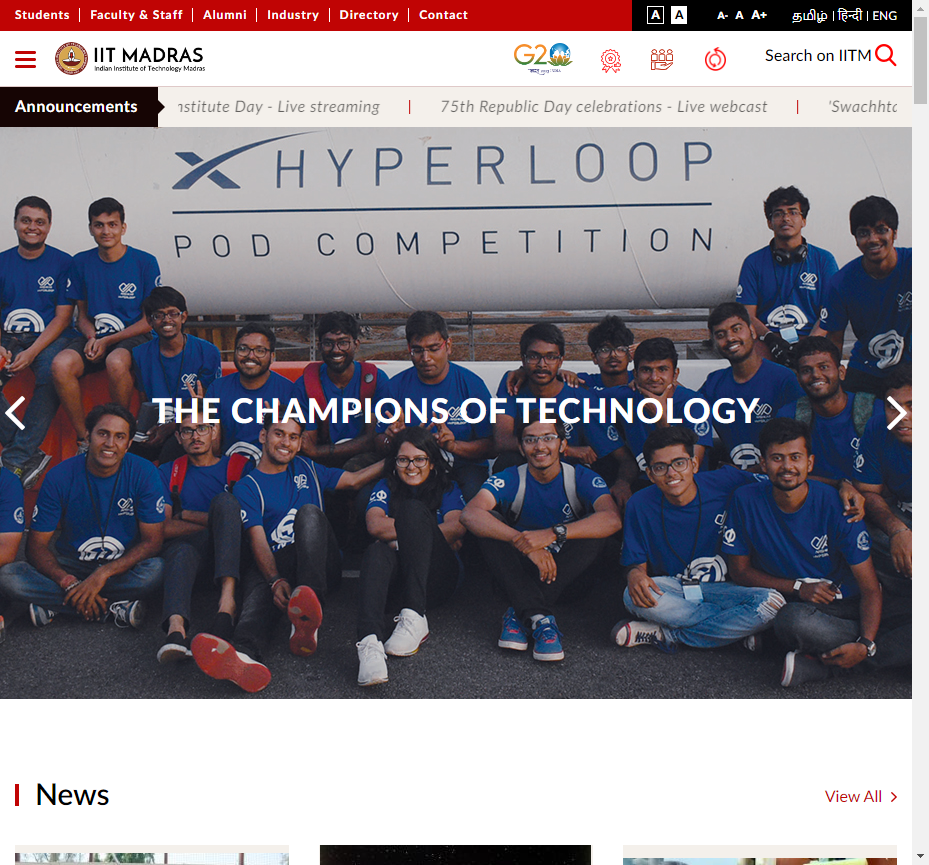 Students
Faculty & Staff
Alumni
Industry
Directory
Contact
A A
A- A A+
தமிழ் | हिन्दी | ENG
IIT MADRAS
Indian Institute of Technology Madras
G20
Search on IITM
Announcements
nstitute Day - Live streaming | 75th Republic Day celebrations - Live webcast | 'Swachhta
X HYPERLOOP
POD COMPETITION
THE CHAMPIONS OF TECHNOLOGY
News
View All